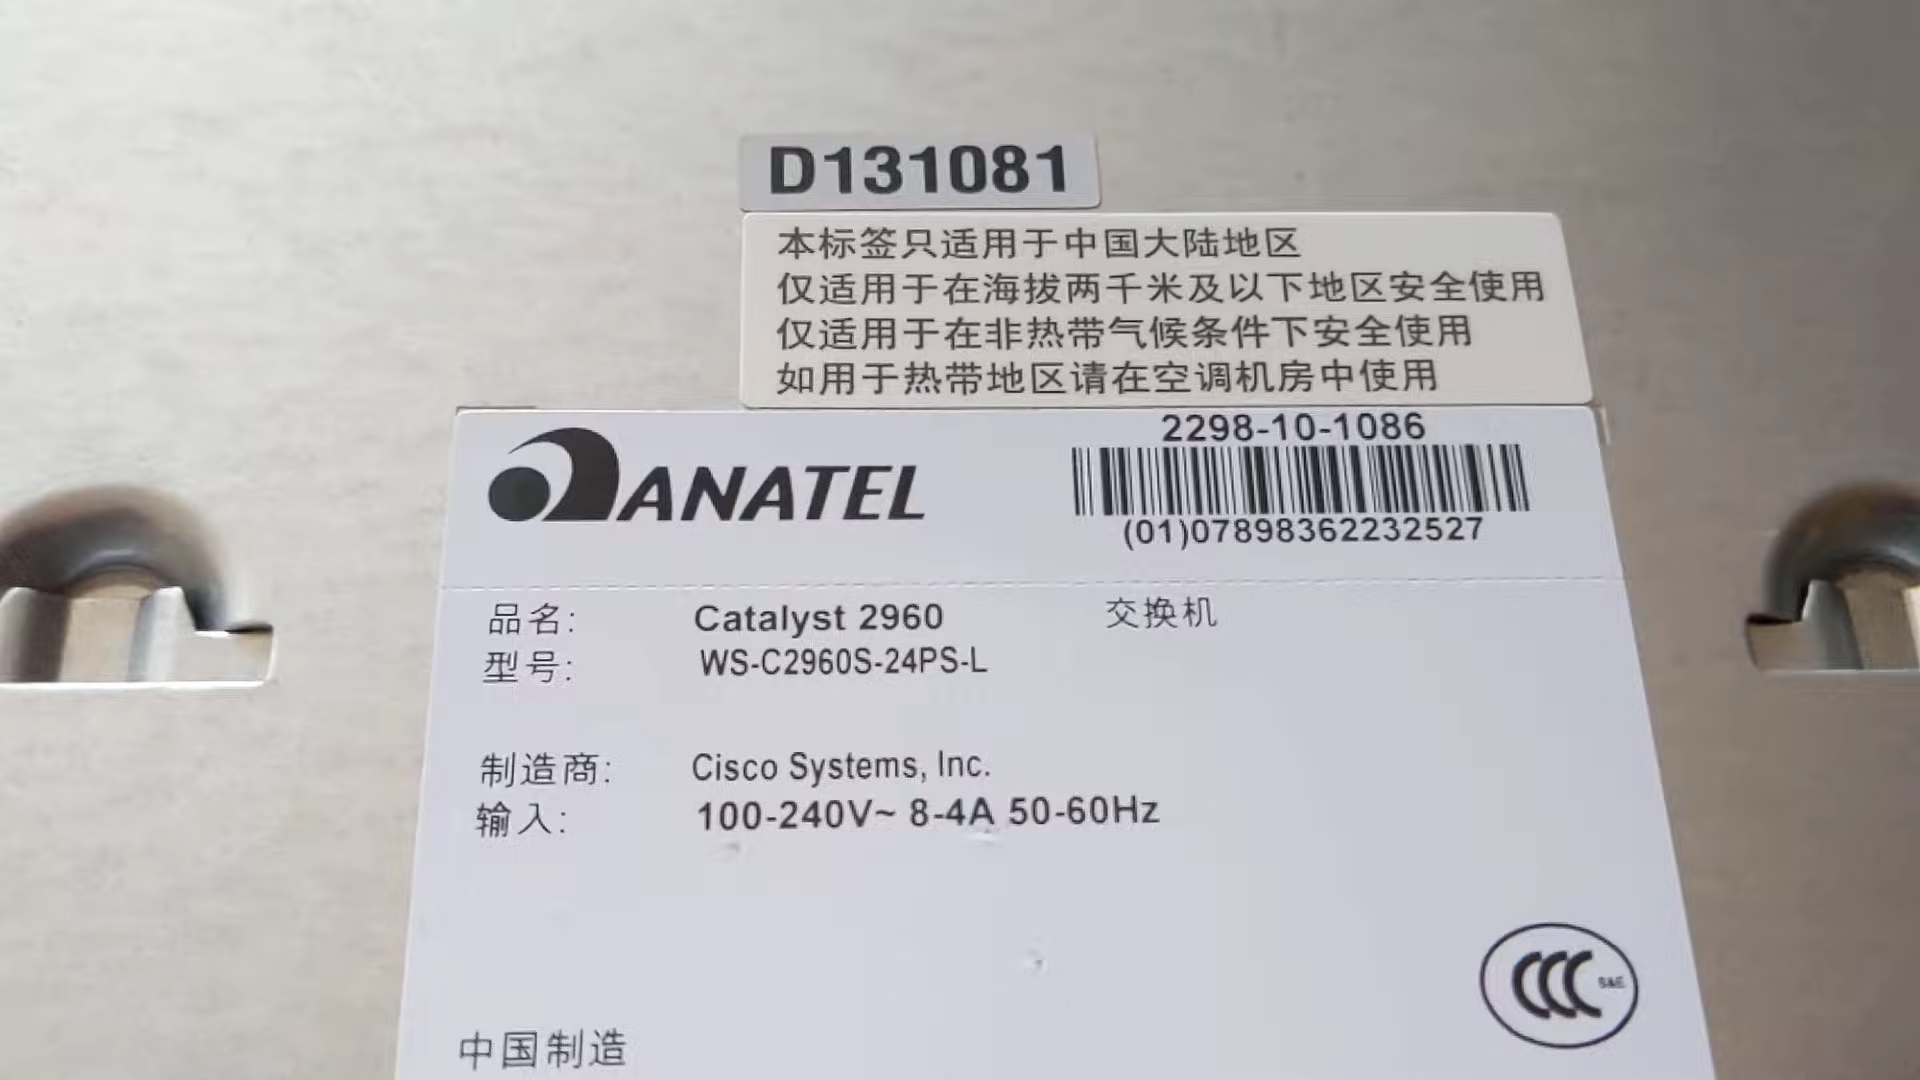 D131081
本标签只适用于中国大陆地区
仅适用于在海拔两千米及以下地区安全使用
仅适用于在非热带气候条件下安全使用
如用于热带地区请在空调机房中使用
ANATEL
2298-10-1086
(01)07898362232527
品名: Catalyst 2960 交换机
型号: WS-C2960S-24PS-L
制造商: Cisco Systems, Inc.
输入: 100-240V~ 8-4A 50-60Hz
CCC S&E
中国制造